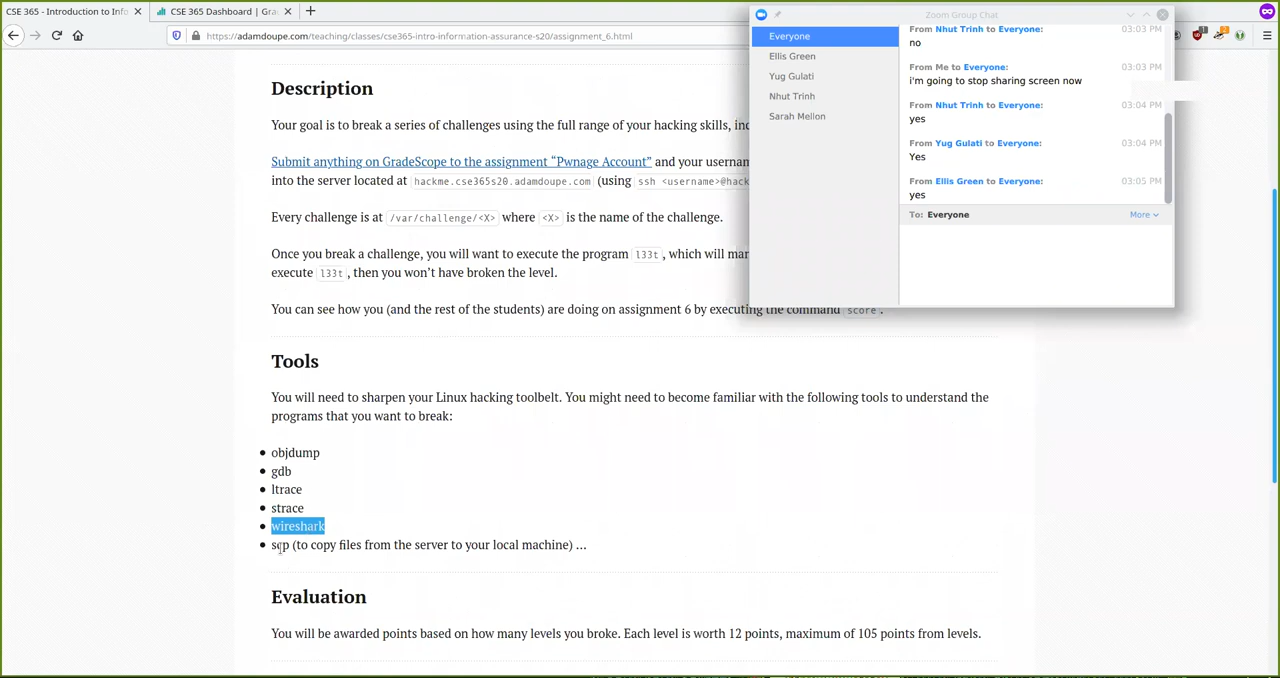 CSE 365 - Introduction to Info
CSE 365 Dashboard | Gra
https://adamdoupe.com/teaching/classes/cse365-intro-information-assurance-s20/assignment_6.html
Description
Your goal is to break a series of challenges using the full range of your hacking skills,
Submit anything on GradeScope to the assignment “Pwnage Account” and your
into the server located at hackme.cse365s20.adamdoupe.com (using ssh <username>@hack
Every challenge is at /var/challenge/<X> where <X> is the name of the challenge.
Once you break a challenge, you will want to execute the program l33t, which will
execute l33t, then you won’t have broken the level.
You can see how you (and the rest of the students) are doing on assignment 6 by executing the command score.
Tools
You will need to sharpen your Linux hacking toolbelt. You might need to become familiar with the following tools to understand the
programs that you want to break:
• objdump
• gdb
• ltrace
• strace
• wireshark
• scp (to copy files from the server to your local machine) ...
Evaluation
You will be awarded points based on how many levels you broke. Each level is worth 12 points, maximum of 105 points from levels.
Zoom Group Chat
Everyone
Ellis Green
Yug Gulati
Nhut Trinh
Sarah Mellon
From Nhut Trinh to Everyone: 03:03 PM
no
From Me to Everyone: 03:03 PM
i'm going to stop sharing screen now
From Nhut Trinh to Everyone: 03:04 PM
yes
From Yug Gulati to Everyone: 03:04 PM
Yes
From Ellis Green to Everyone: 03:05 PM
yes
To: Everyone More